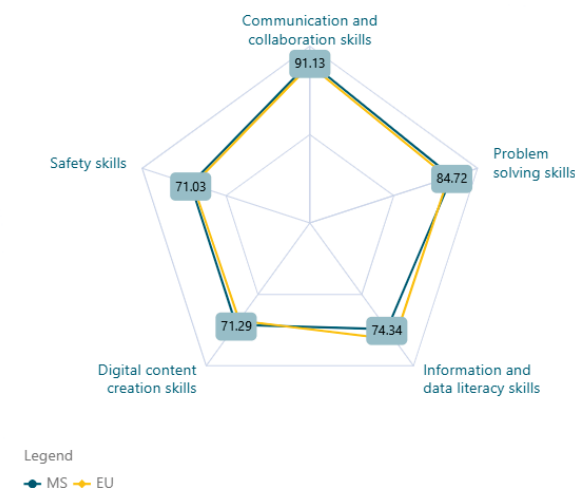 Communication and
collaboration skills
91.13
Safety skills
Problem
solving skills
71.03
84.72
71.29
74.34
Digital content
creation skills
Information and
data literacy skills
Legend
MS EU